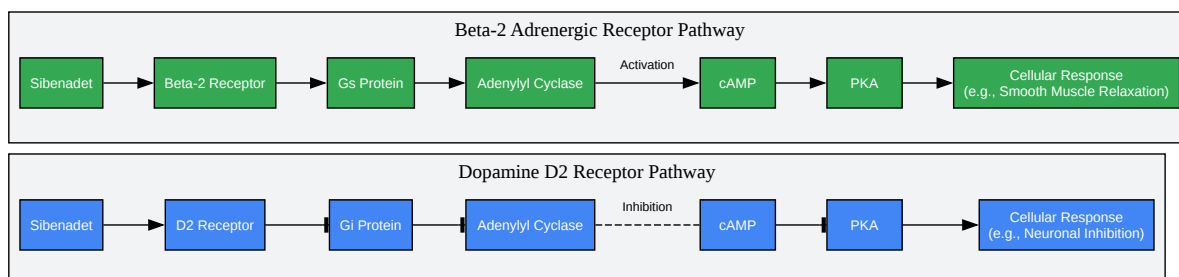 Beta-2 Adrenergic Receptor Pathway
Sibenadet
Beta-2 Receptor
Gs Protein
Adenylyl Cyclase
Activation
cAMP
PKA
Cellular Response
(e.g., Smooth Muscle Relaxation)
Dopamine D2 Receptor Pathway
Sibenadet
D2 Receptor
Gi Protein
Adenylyl Cyclase
Inhibition
cAMP
PKA
Cellular Response
(e.g., Neuronal Inhibition)